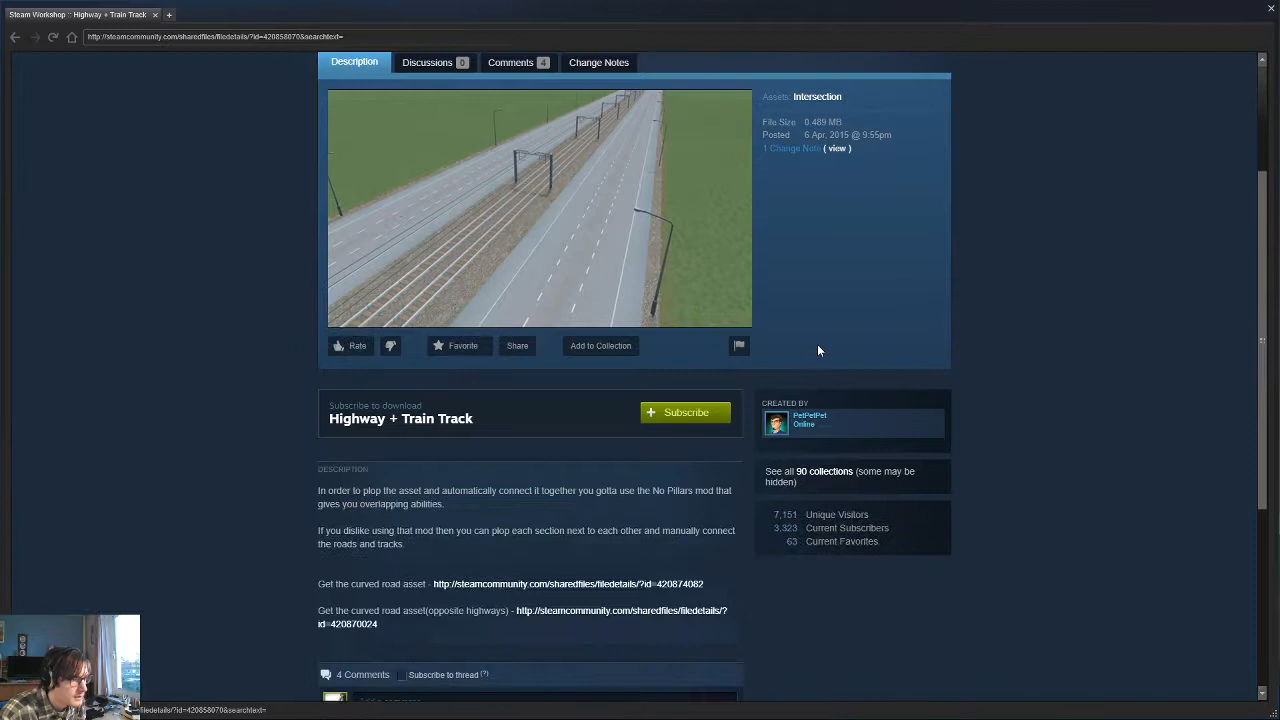 Steam Workshop :: Highway + Train Track
http://steamcommunity.com/sharedfiles/filedetails/?id=420858070&searchtext=
Description
Discussions 0
Comments 4
Change Notes
Assets: Intersection
File Size 0.489 MB
Posted 6 Apr, 2015 @ 9:55pm
1 Change Note ( view )
Rate
Favorite
Share
Add to Collection
Subscribe to download
Highway + Train Track
Subscribe
CREATED BY
PetPetPet
Online
See all 90 collections (some may
hidden)
7,151 Unique Visitors
3,323 Current Subscribers
63 Current Favorites
DESCRIPTION
In order to plop the asset and automatically connect it together you gotta use the No Pillars mod that
gives you overlapping abilities.
If you dislike using that mod then you can plop each section next to each other and manually connect
the roads and tracks.
Get the curved road asset - http://steamcommunity.com/sharedfiles/filedetails/?id=420874082
Get the curved road asset(opposite highways) - http://steamcommunity.com/sharedfiles/filedetails/?
id=420870024
4 Comments
Subscribe to thread (?)
filedetails/?id=420858070&searchtext=